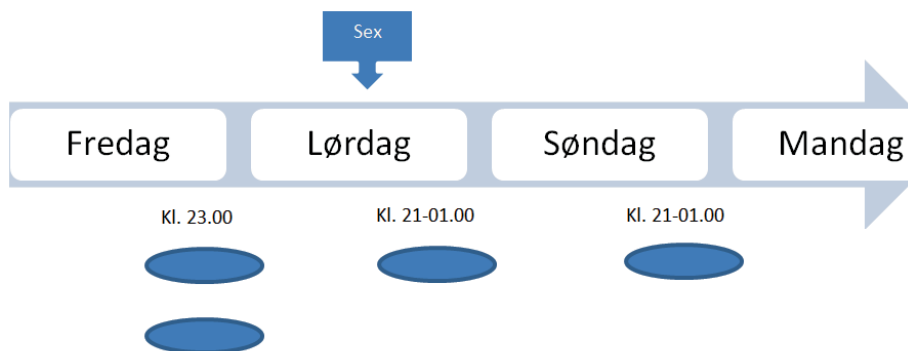 Sex
Fredag
Lørdag
Søndag
Mandag
Kl. 23.00
Kl. 21-01.00
Kl. 21-01.00